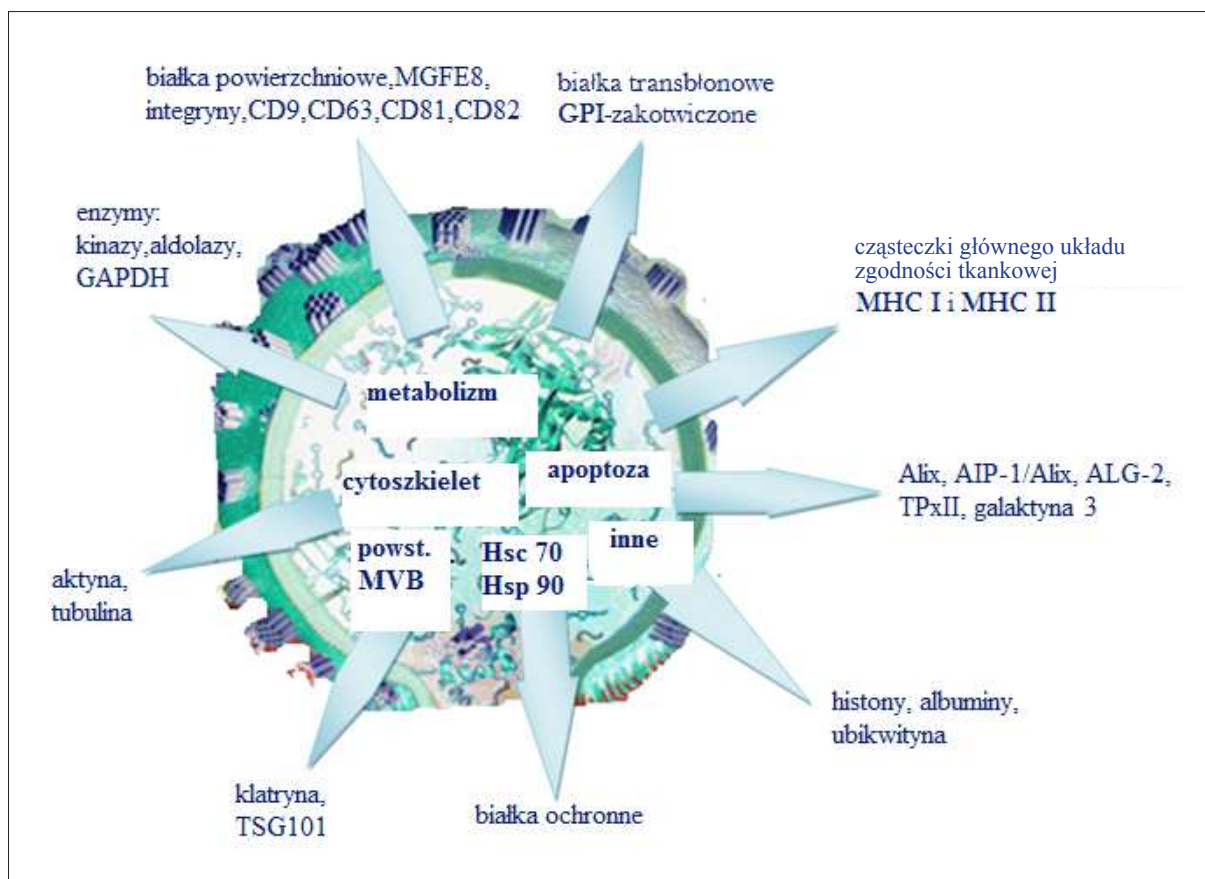 białka powierzchniowe,MGFE8,
integryny,CD9,CD63,CD81,CD82
białka transbłonowe
GPI-zakotwiczone
enzymy:
kinazy,aldolazy,
GAPDH
cząsteczki głównego układu
zgodności tkankowej
MHC I i MHC II
metabolizm
apoptoza
cytoszkielet
Alix, AIP-1/Alix, ALG-2,
TPxII, galaktyna 3
inne
powst.
MVB
Hsc 70
Hsp 90
aktyna,
tubulina
histony, albuminy,
ubikwityna
klatryna,
TSG101
białka ochronne